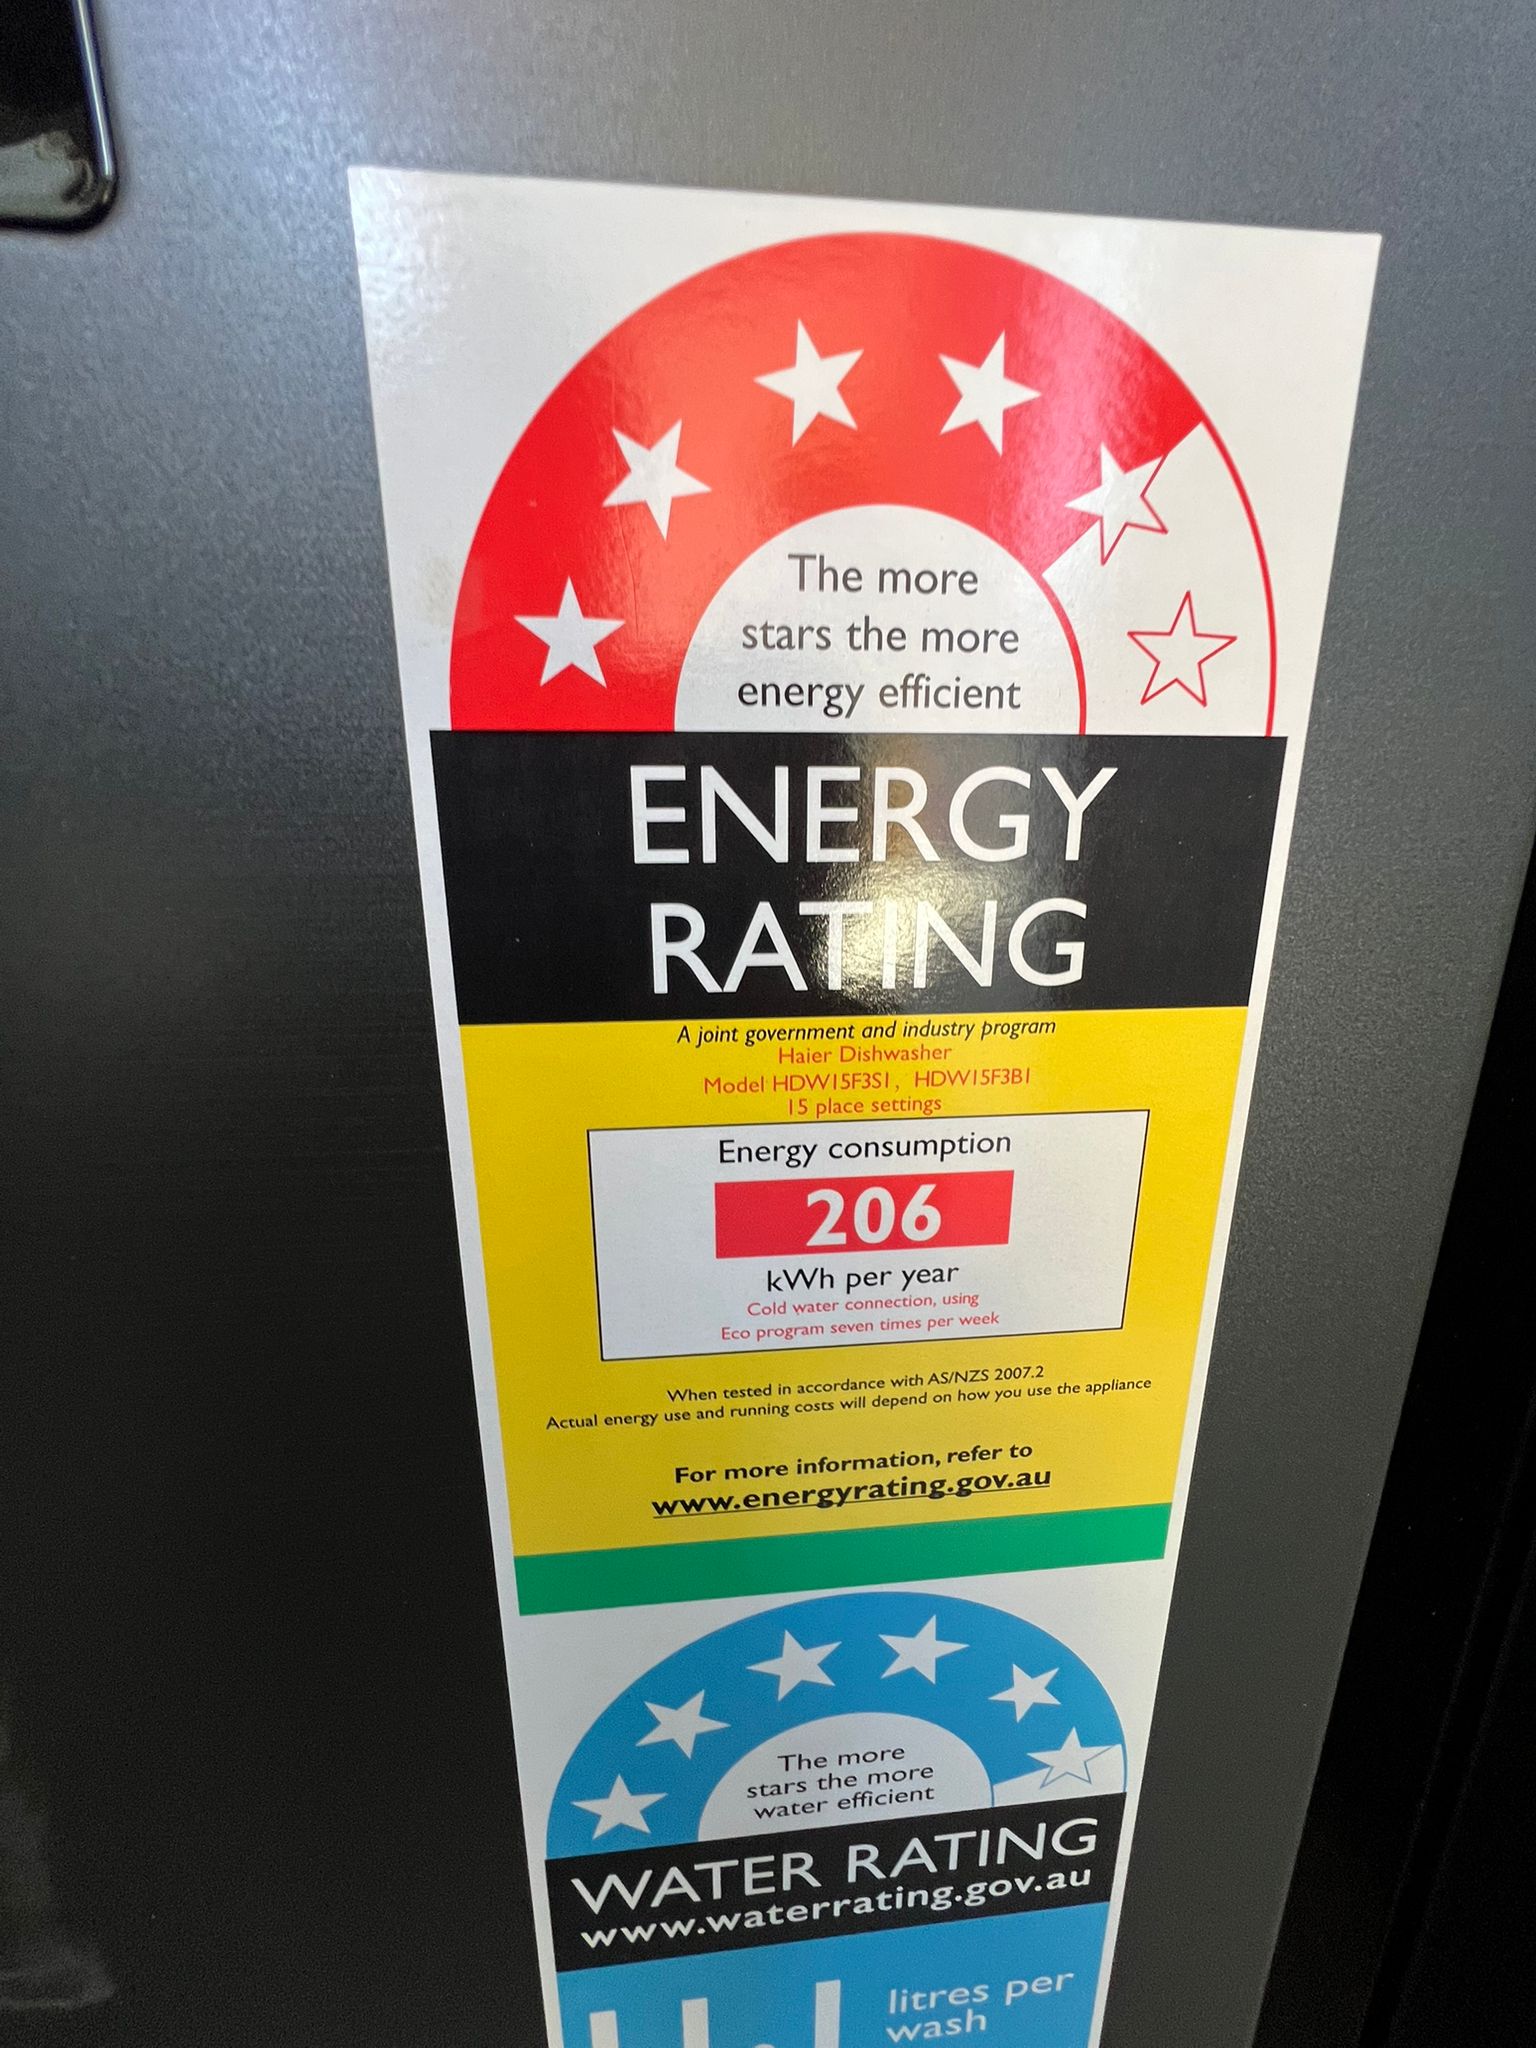 The more
stars the more
energy efficient
ENERGY
RATING
A joint government and industry program
Haier Dishwasher
Model HDW15F3S1, HDW15F3B1
15 place settings
Energy consumption
206
kWh per year
Cold water connection, using
Eco program seven times per week
When tested in accordance with AS/NZS 2007.2
Actual energy use and running costs will depend on how you use the appliance
For more information, refer to
www.energyrating.gov.au
The more
stars the more
water efficient
WATER RATING
www.waterrating.gov.au
litres per
wash